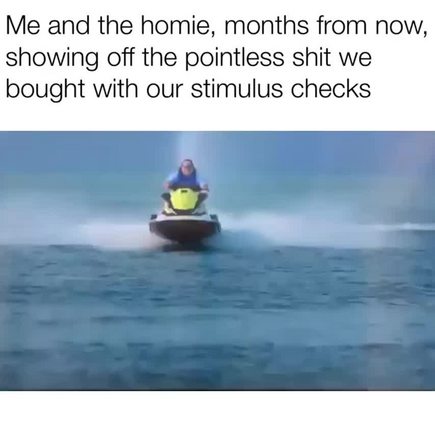 Me and the homie, months from now,
showing off the pointless shit we
bought with our stimulus checks